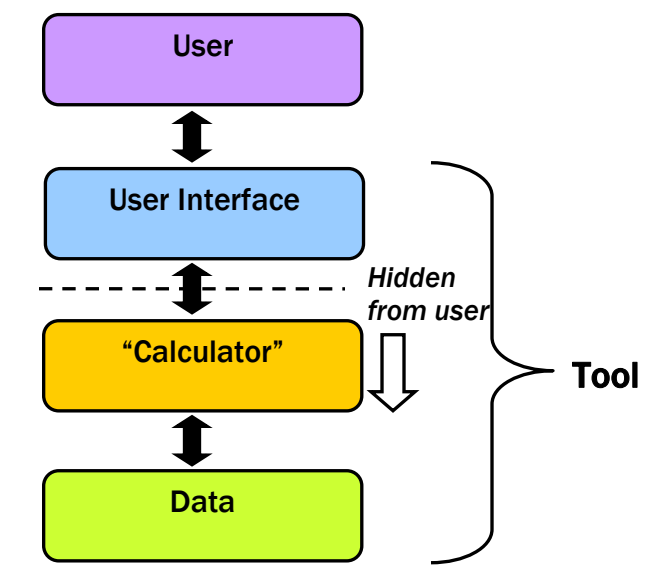 User
User Interface
Hidden
from user
“Calculator”
Tool
Data